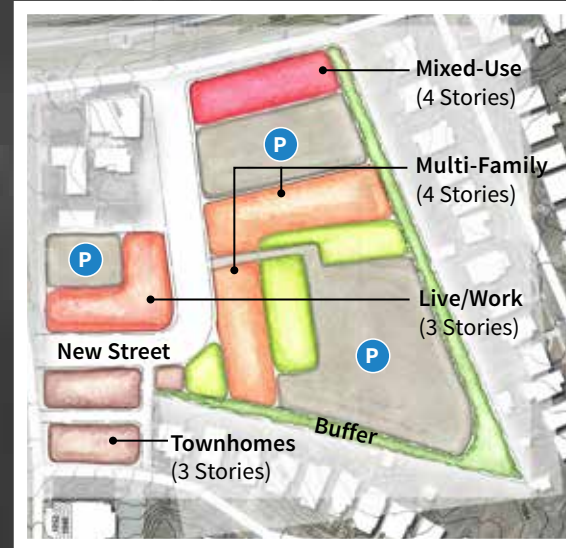 Mixed-Use
(4 Stories)
P
Multi-Family
(4 Stories)
P
Live/Work
(3 Stories)
New Street
P
Buffer
Townhomes
(3 Stories)